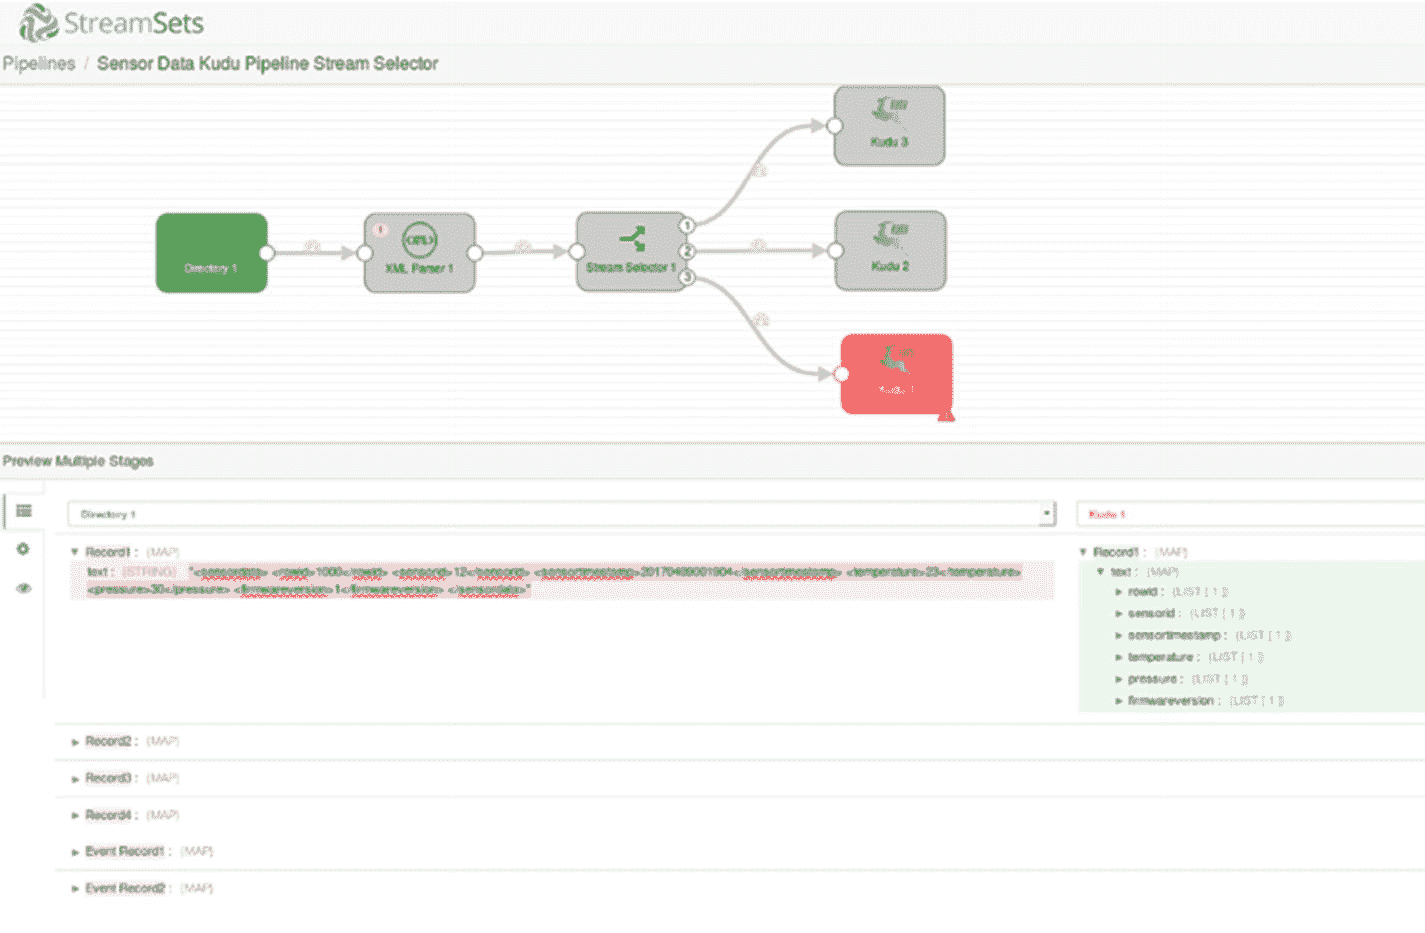 StreamSets
Pipelines / Sensor Data Kudu Pipeline Stream Selector
Kudu 3
Directory 1
XML Parser 1
1
Stream Selector 1
2
3
Kudu 2
Kudu 1
Preview Multiple Stages
Directory 1
Kudu 1
Record1 : {MAP}
text : {STRING} "<sensordata> <rowid>1000</rowid> <sensorid>12</sensorid> <sensortimestamp></sensortimestamp> <temperature>23</temperature>
<pressure>30</pressure> <firmwareversion>1</firmwareversion> </sensordata>"
Record1 : {MAP}
text : {MAP}
rowid : {LIST [ 1 ]}
sensorid : {LIST [ 1 ]}
sensortimestamp : {LIST [ 1 ]}
temperature : {LIST [ 1 ]}
pressure : {LIST [ 1 ]}
firmwareversion : {LIST [ 1 ]}
Record2 : {MAP}
Record3 : {MAP}
Record4 : {MAP}
Event Record1 : {MAP}
Event Record2 : {MAP}